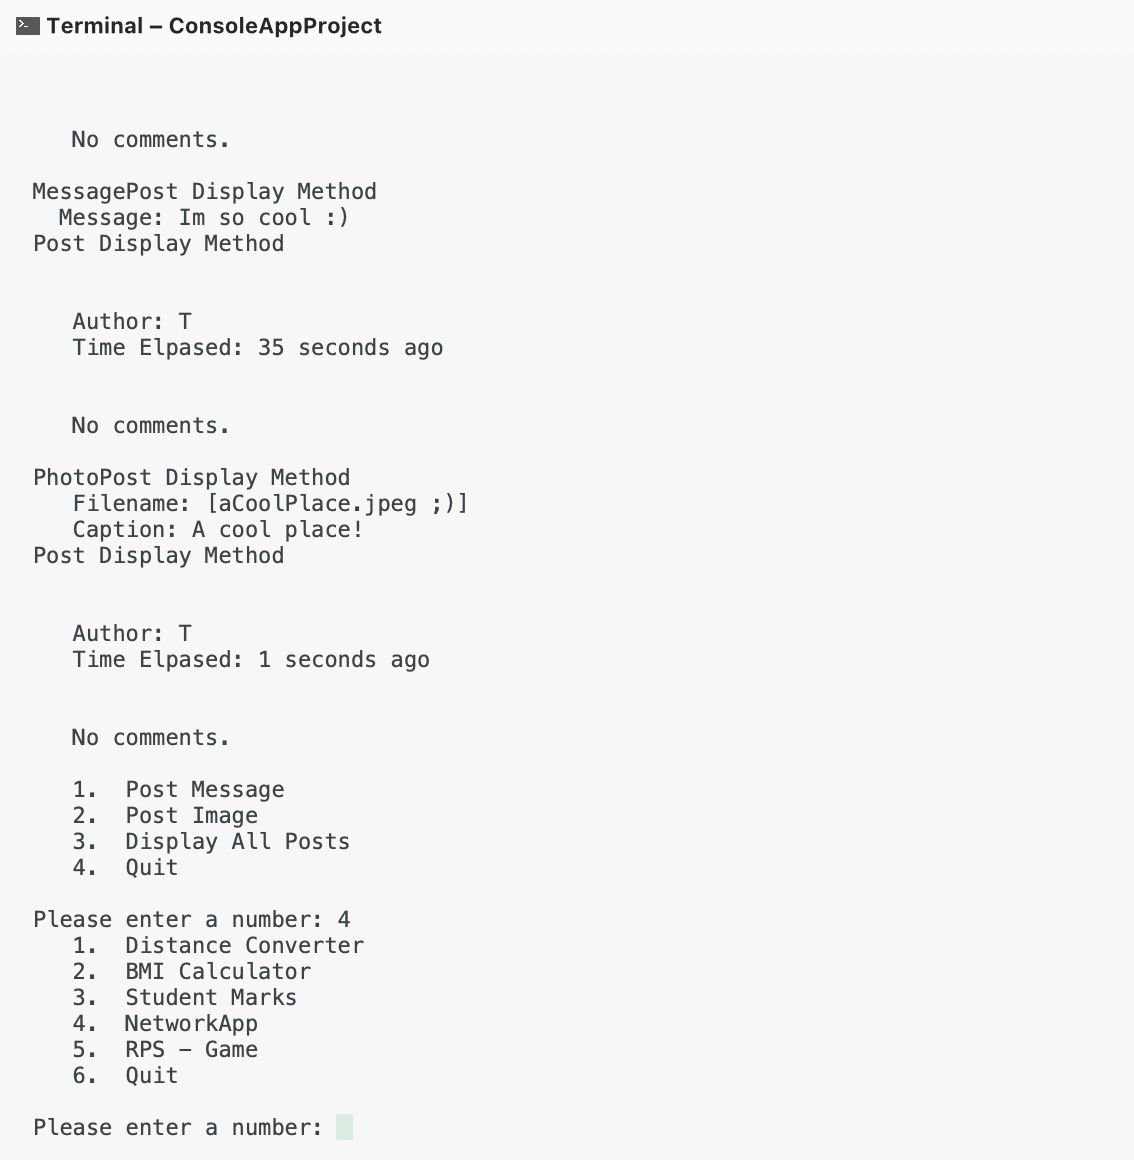 Terminal – ConsoleAppProject
No comments.
MessagePost Display Method
Message: Im so cool :)
Post Display Method
Author: T
Time Elpased: 35 seconds ago
No comments.
PhotoPost Display Method
Filename: [aCoolPlace.jpeg ;)]
Caption: A cool place!
Post Display Method
Author: T
Time Elpased: 1 seconds ago
No comments.
1. Post Message
2. Post Image
3. Display All Posts
4. Quit
Please enter a number: 4
1. Distance Converter
2. BMI Calculator
3. Student Marks
4. NetworkApp
5. RPS – Game
6. Quit
Please enter a number: